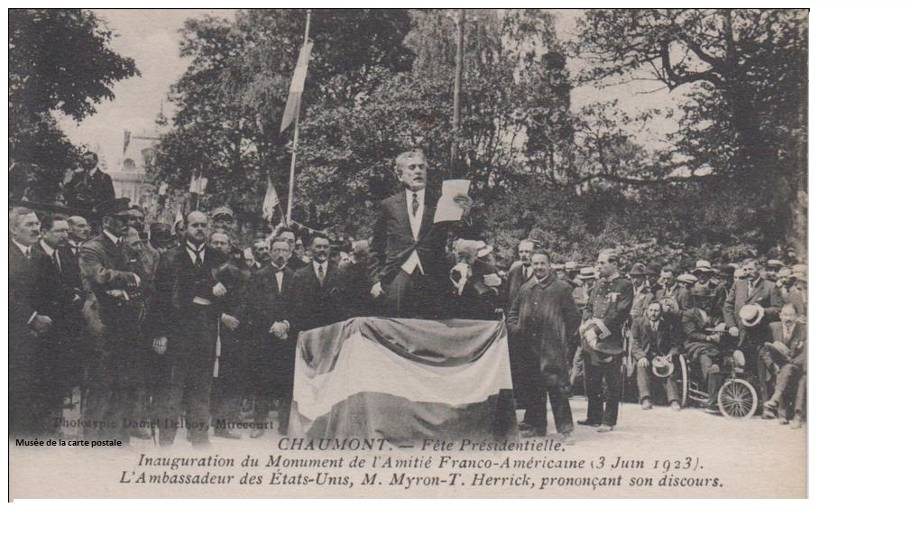 Phototypie Daniel Delboy, Mirecourt
Musée de la carte postale
CHAUMONT. — Fête Présidentielle.
Inauguration du Monument de l'Amitié Franco-Américaine (3 Juin 1923).
L'Ambassadeur des États-Unis, M. Myron-T. Herrick, prononçant son discours.